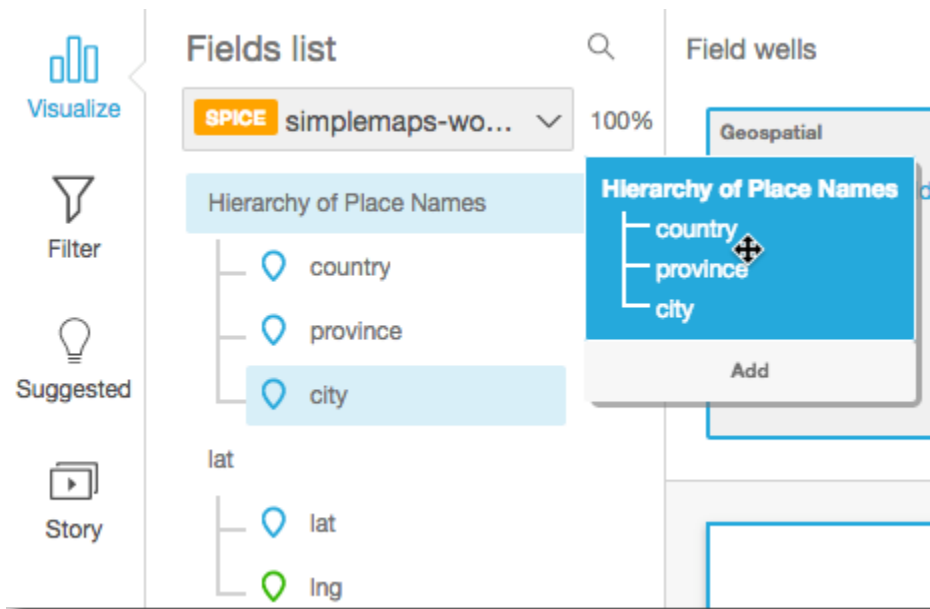 Visualize
Filter
Suggested
Story
Fields list
SPICE simplemaps-wo... 100%
Hierarchy of Place Names
country
province
city
lat
lat
lng
Field wells
Geospatial
Hierarchy of Place Names
country
province
city
Add